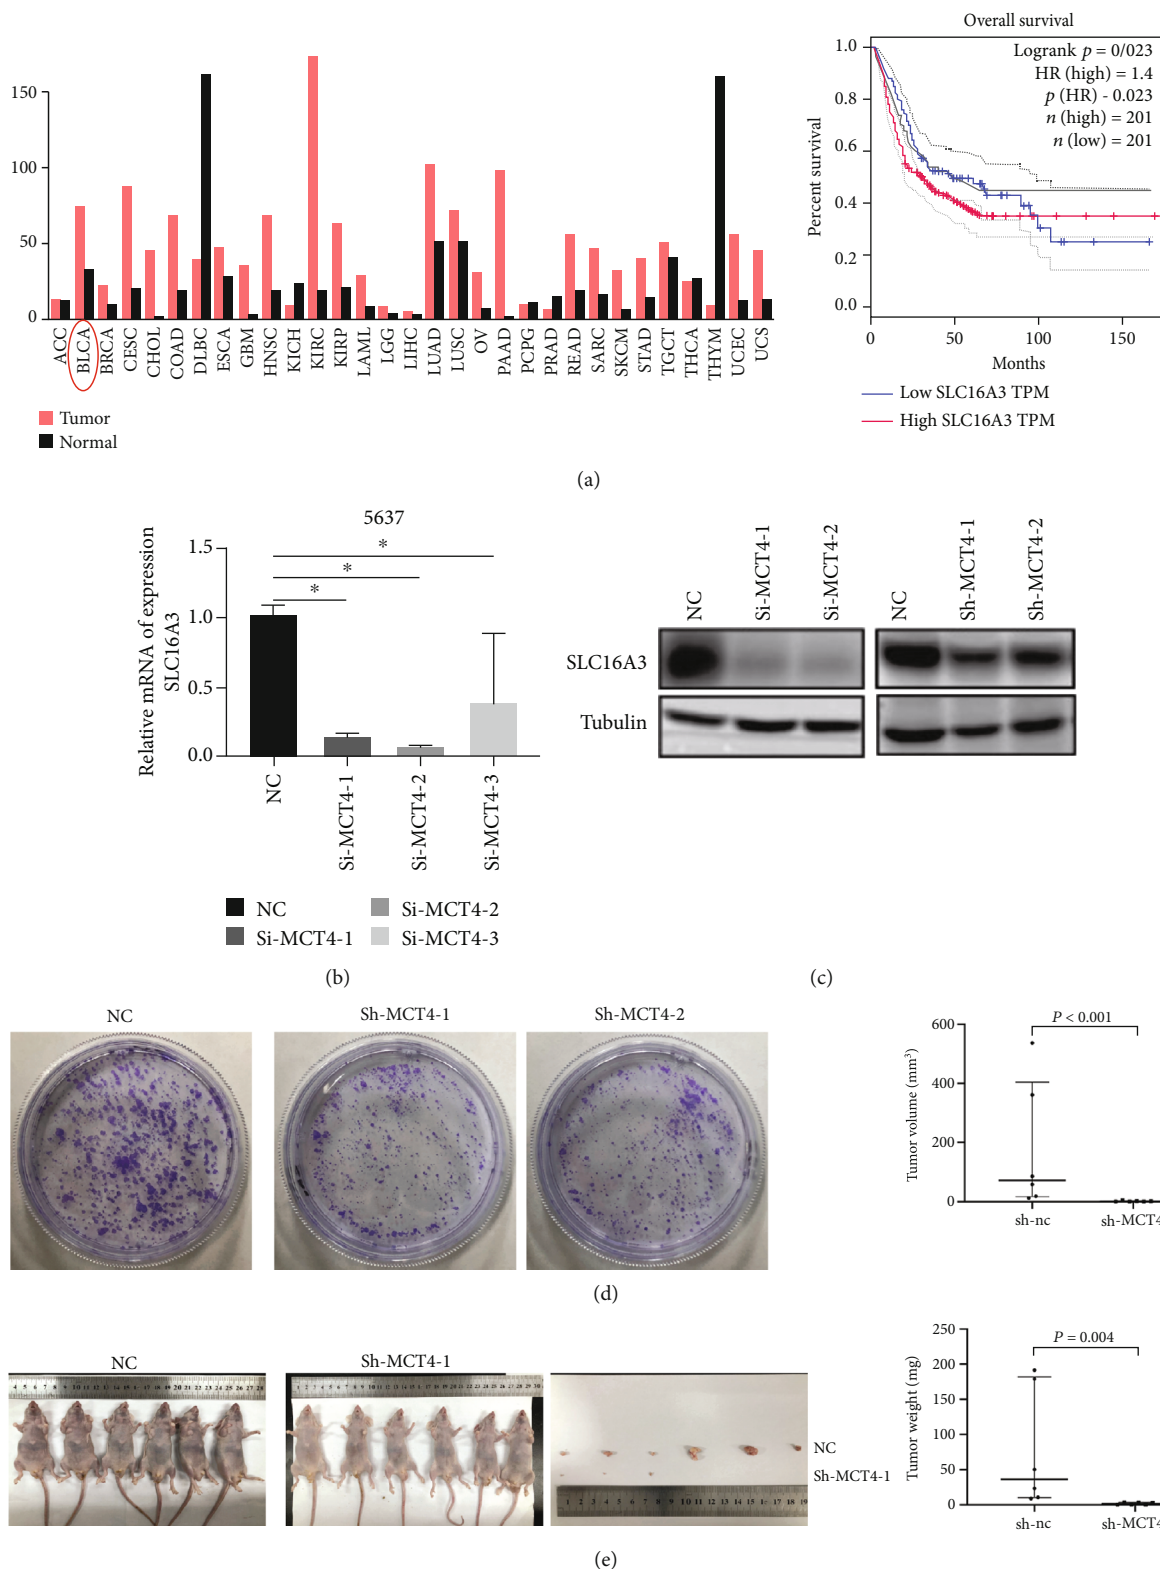 150
100
50
0
ACC
BLCA
BRCA
CESC
CHOL
COAD
DLBC
ESCA
GBM
HNSC
KICH
KIRC
KIRP
LAML
LGG
LIHC
LUAD
LUSC
OV
PAAD
PCPG
PRAD
READ
SARC
SKCM
STAD
TGCT
THCA
THYM
UCEC
UCS
Tumor
Normal
Overall survival
Logrank p = 0/023
HR (high) = 1.4
p (HR) - 0.023
n (high) = 201
n (low) = 201
Percent survival
1.0
0.8
0.6
0.4
0.2
0.0
0 50 100 150
Months
Low SLC16A3 TPM
High SLC16A3 TPM
(a)
5637
Relative mRNA of expression
SLC16A3
1.5
1.0
0.5
0.0
*
*
*
NC
Si-MCT4-1
Si-MCT4-2
Si-MCT4-3
NC
Si-MCT4-1
Si-MCT4-2
Si-MCT4-3
(b)
NC
Si-MCT4-1
Si-MCT4-2
NC
Sh-MCT4-1
Sh-MCT4-2
SLC16A3
Tubulin
(c)
NC
Sh-MCT4-1
Sh-MCT4-2
(d)
P < 0.001
Tumor volume (mm³)
600
400
200
0
sh-nc sh-MCT4
NC
Sh-MCT4-1
NC
Sh-MCT4-1
P = 0.004
Tumor weight (mg)
250
200
150
100
50
0
sh-nc sh-MCT4
(e)